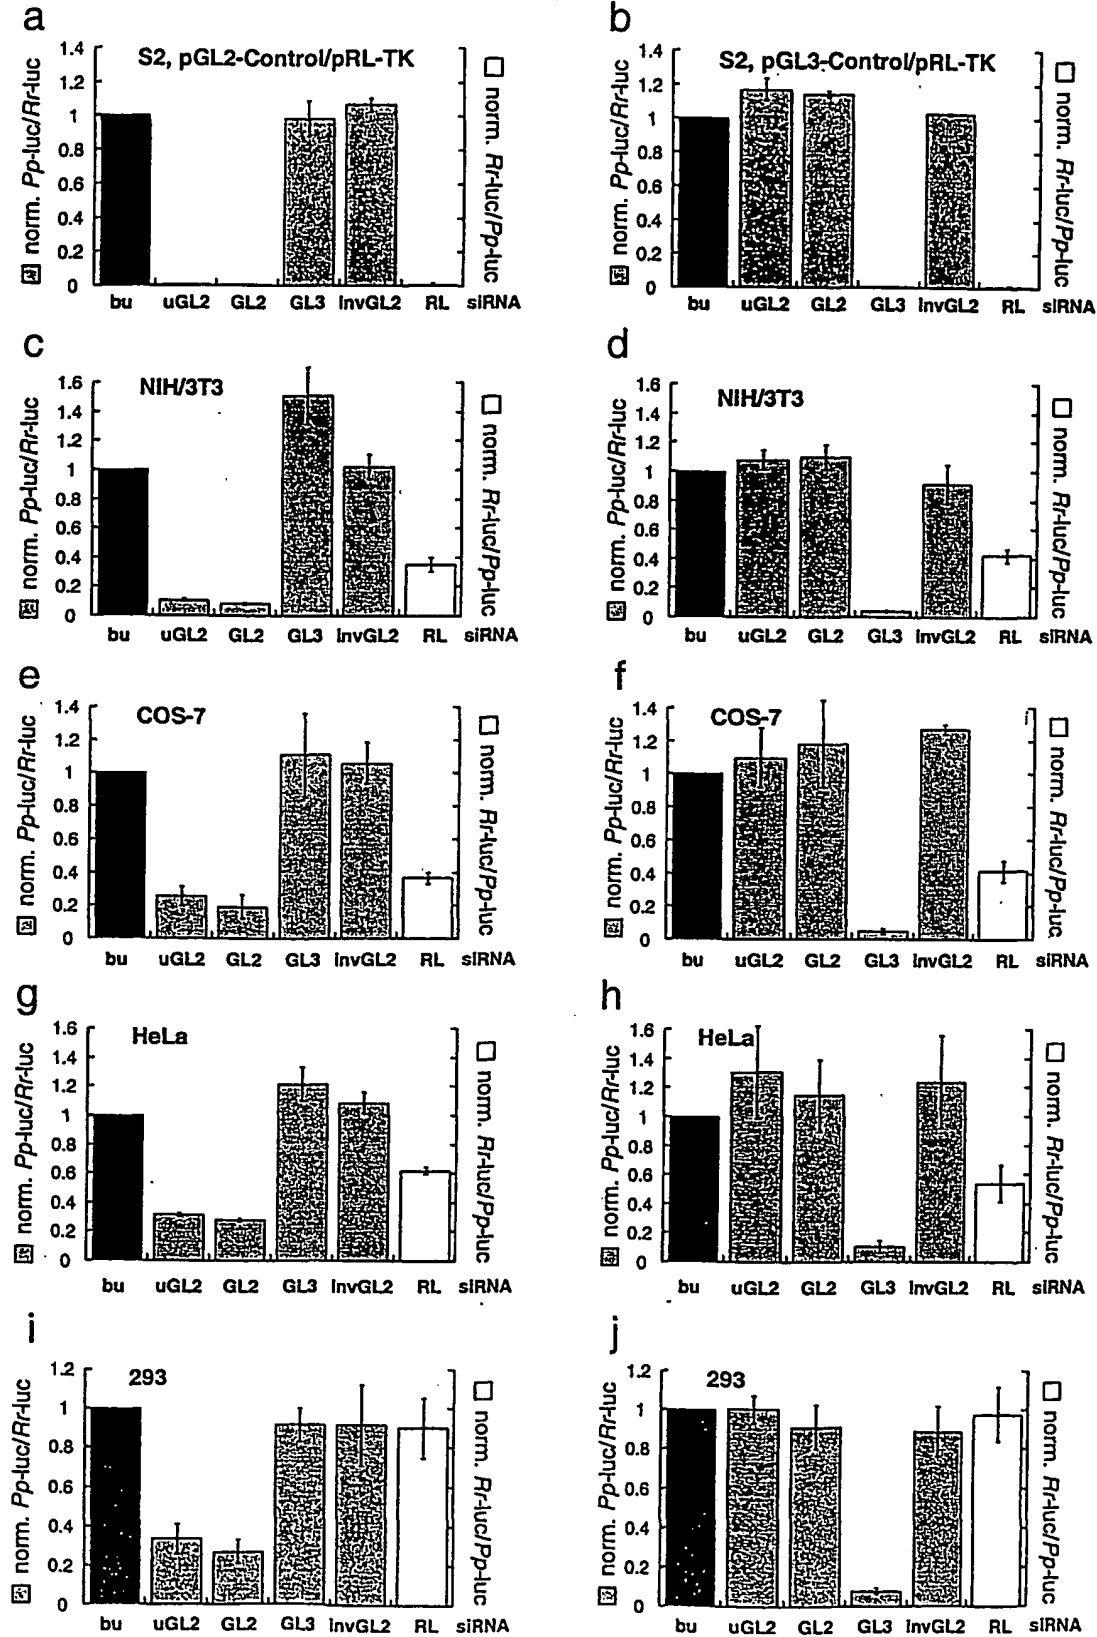 a
S2, pGL2-Control/pRL-TK
norm. Pp-luc/Rr-luc
norm. Rr-luc/Pp-luc
1.4
1.2
1
0.8
0.6
0.4
0.2
0
bu uGL2 GL2 GL3 InvGL2 RL siRNA
b
S2, pGL3-Control/pRL-TK
norm. Pp-luc/Rr-luc
norm. Rr-luc/Pp-luc
1.4
1.2
1
0.8
0.6
0.4
0.2
0
bu uGL2 GL2 GL3 InvGL2 RL siRNA
c
NIH/3T3
norm. Pp-luc/Rr-luc
norm. Rr-luc/Pp-luc
1.6
1.4
1.2
1
0.8
0.6
0.4
0.2
0
bu uGL2 GL2 GL3 InvGL2 RL siRNA
d
NIH/3T3
norm. Pp-luc/Rr-luc
norm. Rr-luc/Pp-luc
1.6
1.4
1.2
1
0.8
0.6
0.4
0.2
0
bu uGL2 GL2 GL3 InvGL2 RL siRNA
e
COS-7
norm. Pp-luc/Rr-luc
norm. Rr-luc/Pp-luc
1.4
1.2
1
0.8
0.6
0.4
0.2
0
bu uGL2 GL2 GL3 InvGL2 RL siRNA
f
COS-7
norm. Pp-luc/Rr-luc
norm. Rr-luc/Pp-luc
1.4
1.2
1
0.8
0.6
0.4
0.2
0
bu uGL2 GL2 GL3 InvGL2 RL siRNA
g
HeLa
norm. Pp-luc/Rr-luc
norm. Rr-luc/Pp-luc
1.6
1.4
1.2
1
0.8
0.6
0.4
0.2
0
bu uGL2 GL2 GL3 InvGL2 RL siRNA
h
HeLa
norm. Pp-luc/Rr-luc
norm. Rr-luc/Pp-luc
1.6
1.4
1.2
1
0.8
0.6
0.4
0.2
0
bu uGL2 GL2 GL3 InvGL2 RL siRNA
i
293
norm. Pp-luc/Rr-luc
norm. Rr-luc/Pp-luc
1.2
1
0.8
0.6
0.4
0.2
0
bu uGL2 GL2 GL3 InvGL2 RL siRNA
j
293
norm. Pp-luc/Rr-luc
norm. Rr-luc/Pp-luc
1.2
1
0.8
0.6
0.4
0.2
0
bu uGL2 GL2 GL3 InvGL2 RL siRNA